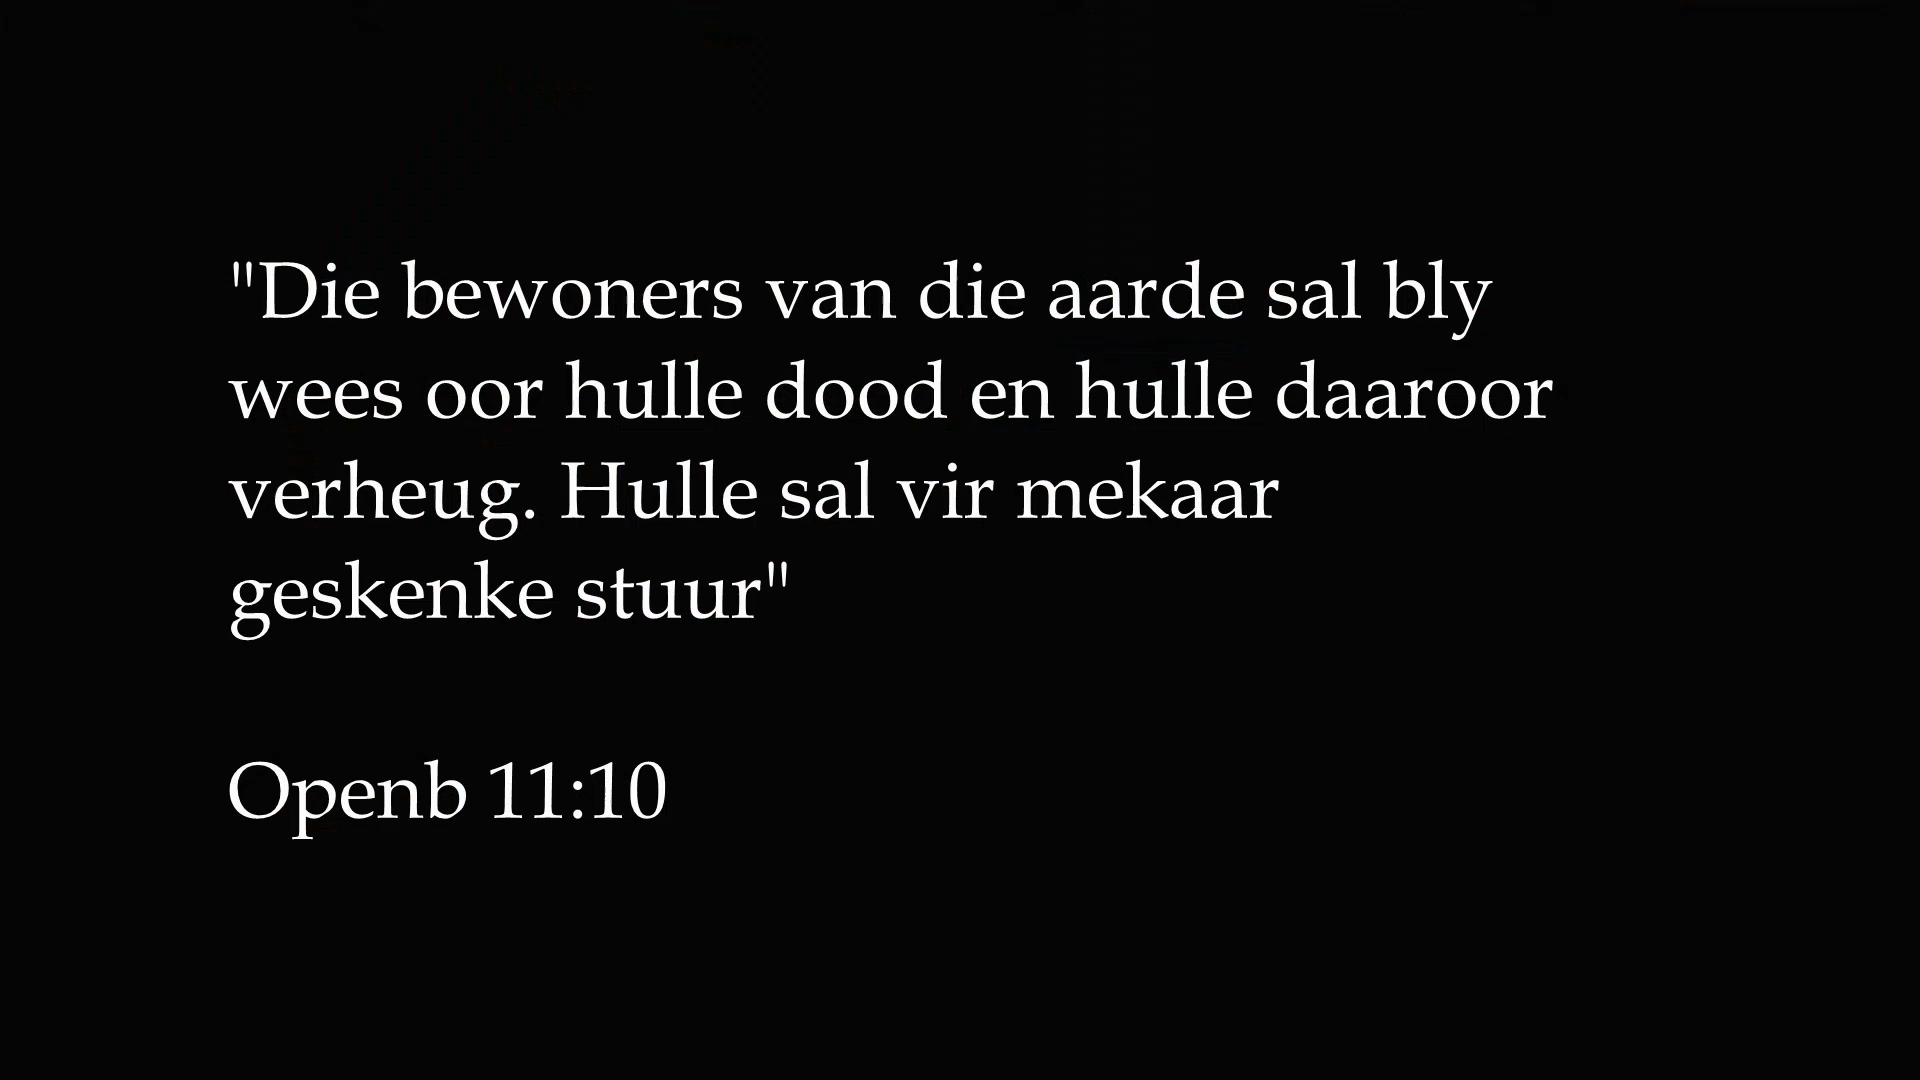 "Die bewoners van die aarde sal bly
wees oor hulle dood en hulle daaroor
verheug. Hulle sal vir mekaar
geskenke stuur"
Openb 11:10